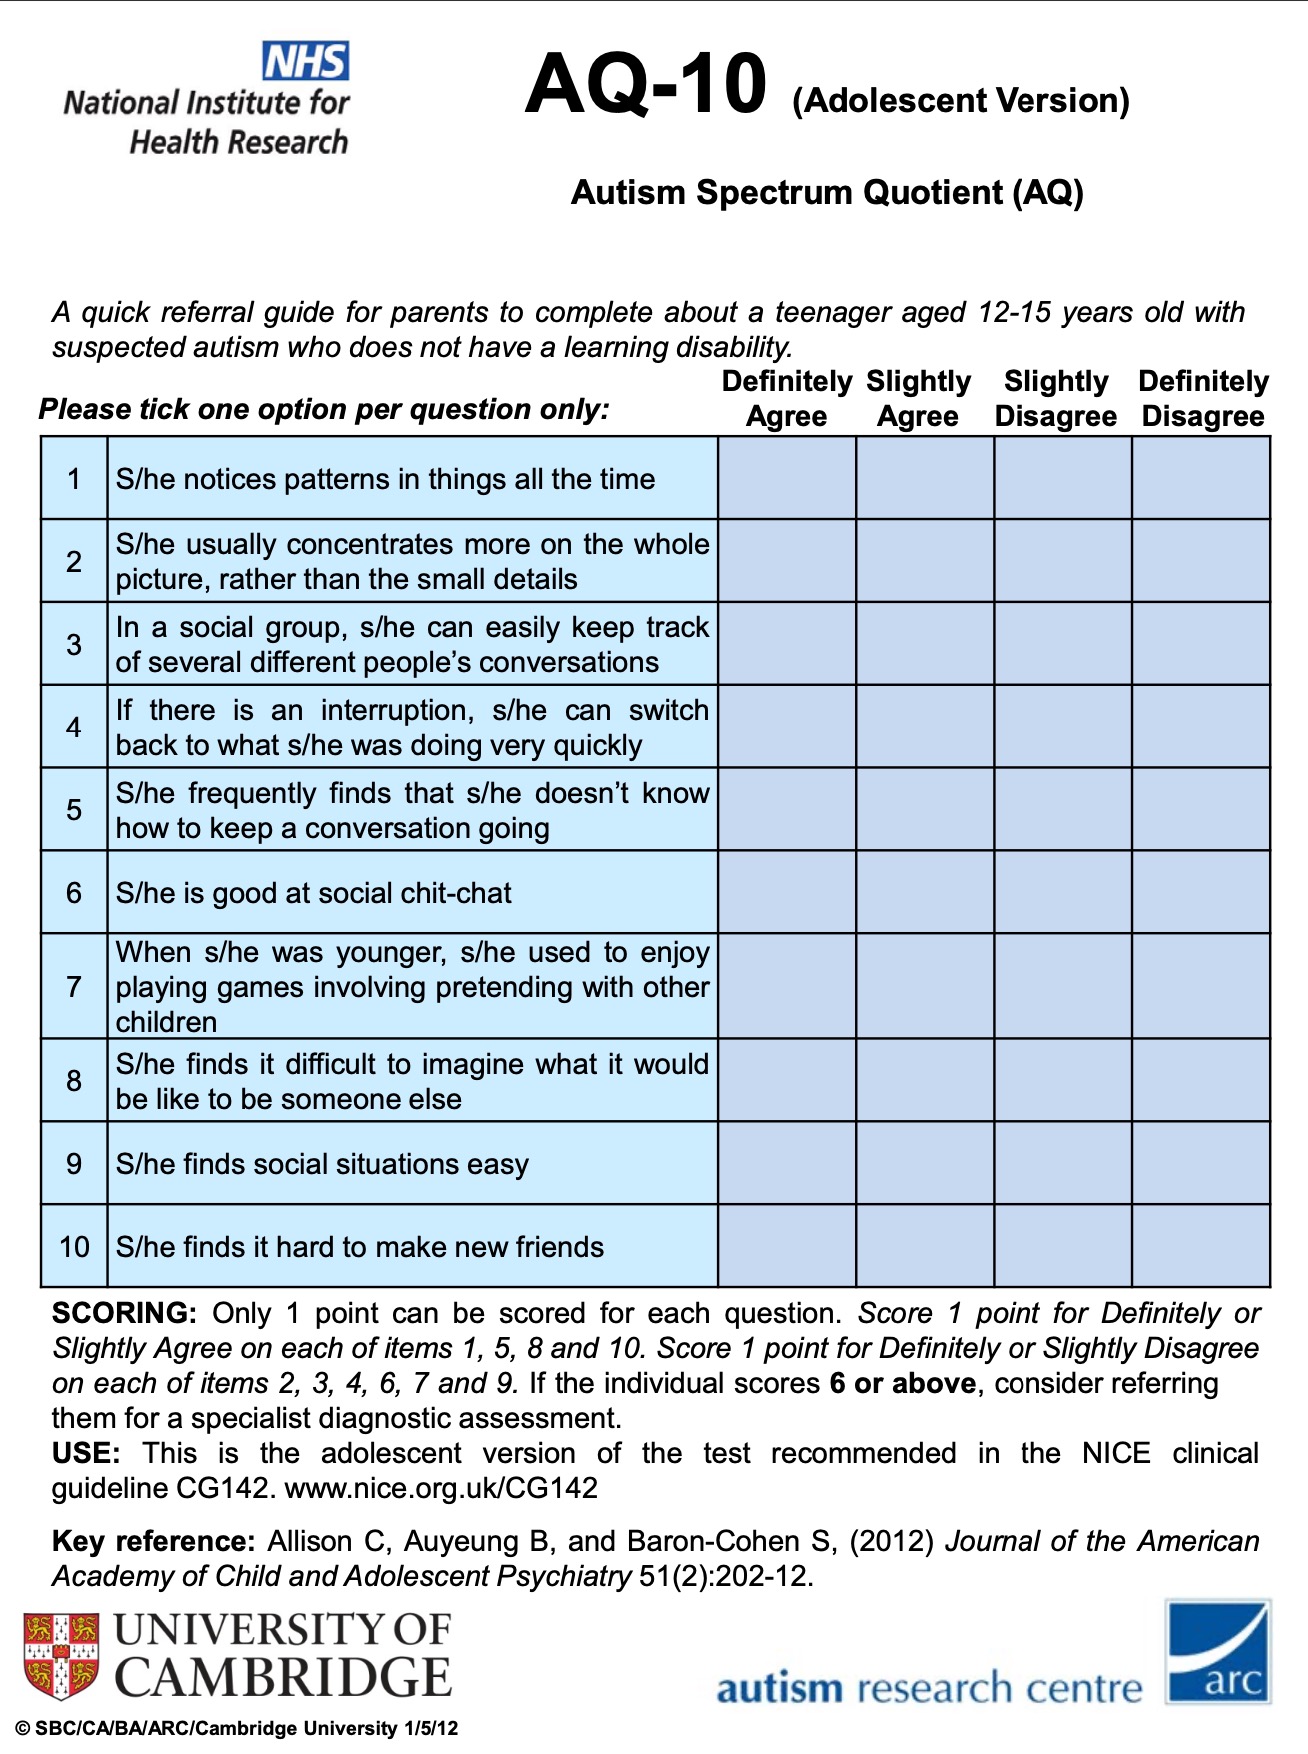 NHS
National Institute for
Health Research
AQ-10 (Adolescent Version)
Autism Spectrum Quotient (AQ)
A quick referral guide for parents to complete about a teenager aged 12-15 years old with
suspected autism who does not have a learning disability.
Please tick one option per question only:
Definitely Agree
Slightly Agree
Slightly Disagree
Definitely Disagree
1 S/he notices patterns in things all the time
2 S/he usually concentrates more on the whole
picture, rather than the small details
3 In a social group, s/he can easily keep track
of several different people's conversations
4 If there is an interruption, s/he can switch
back to what s/he was doing very quickly
5 S/he frequently finds that s/he doesn't know
how to keep a conversation going
6 S/he is good at social chit-chat
7 When s/he was younger, s/he used to enjoy
playing games involving pretending with other
children
8 S/he finds it difficult to imagine what it would
be like to be someone else
9 S/he finds social situations easy
10 S/he finds it hard to make new friends
SCORING: Only 1 point can be scored for each question. Score 1 point for Definitely or
Slightly Agree on each of items 1, 5, 8 and 10. Score 1 point for Definitely or Slightly Disagree
on each of items 2, 3, 4, 6, 7 and 9. If the individual scores 6 or above, consider referring
them for a specialist diagnostic assessment.
USE: This is the adolescent version of the test recommended in the NICE clinical
guideline CG142. www.nice.org.uk/CG142
Key reference: Allison C, Auyeung B, and Baron-Cohen S, (2012) Journal of the American
Academy of Child and Adolescent Psychiatry 51(2):202-12.
UNIVERSITY OF
CAMBRIDGE
autism research centre
arc
© SBC/CA/BA/ARC/Cambridge University 1/5/12